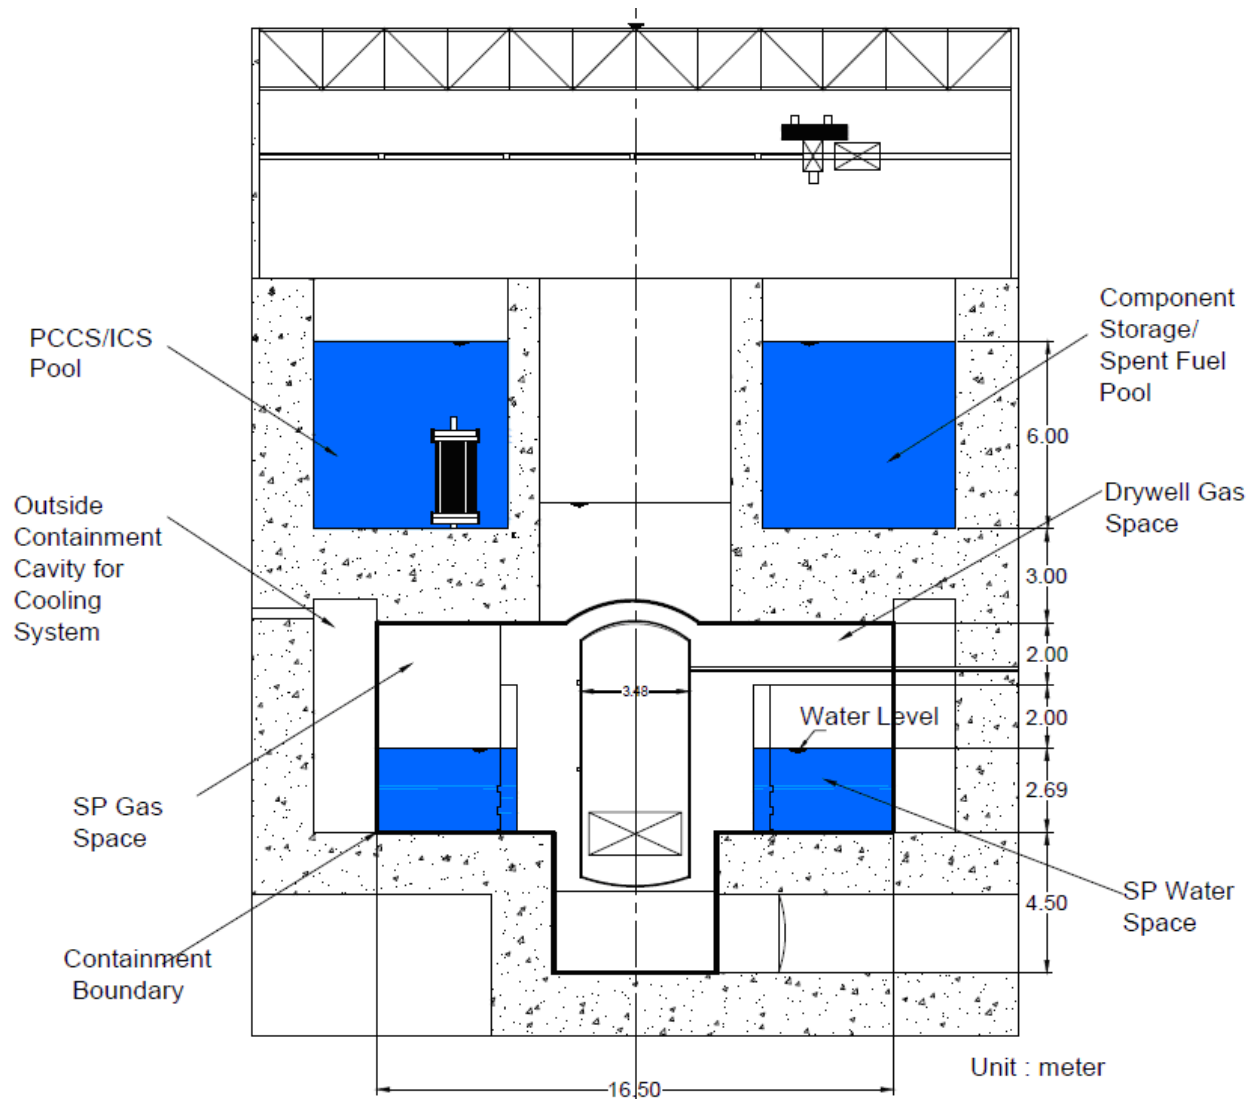 PCCS/ICS
Pool
Component
Storage/
Spent Fuel
Pool
6.00
Outside
Containment
Cavity for
Cooling
System
Drywell Gas
Space
3.00
2.00
3.48
2.00
Water Level
2.69
SP Gas
Space
4.50
SP Water
Space
Containment
Boundary
Unit : meter
16.50